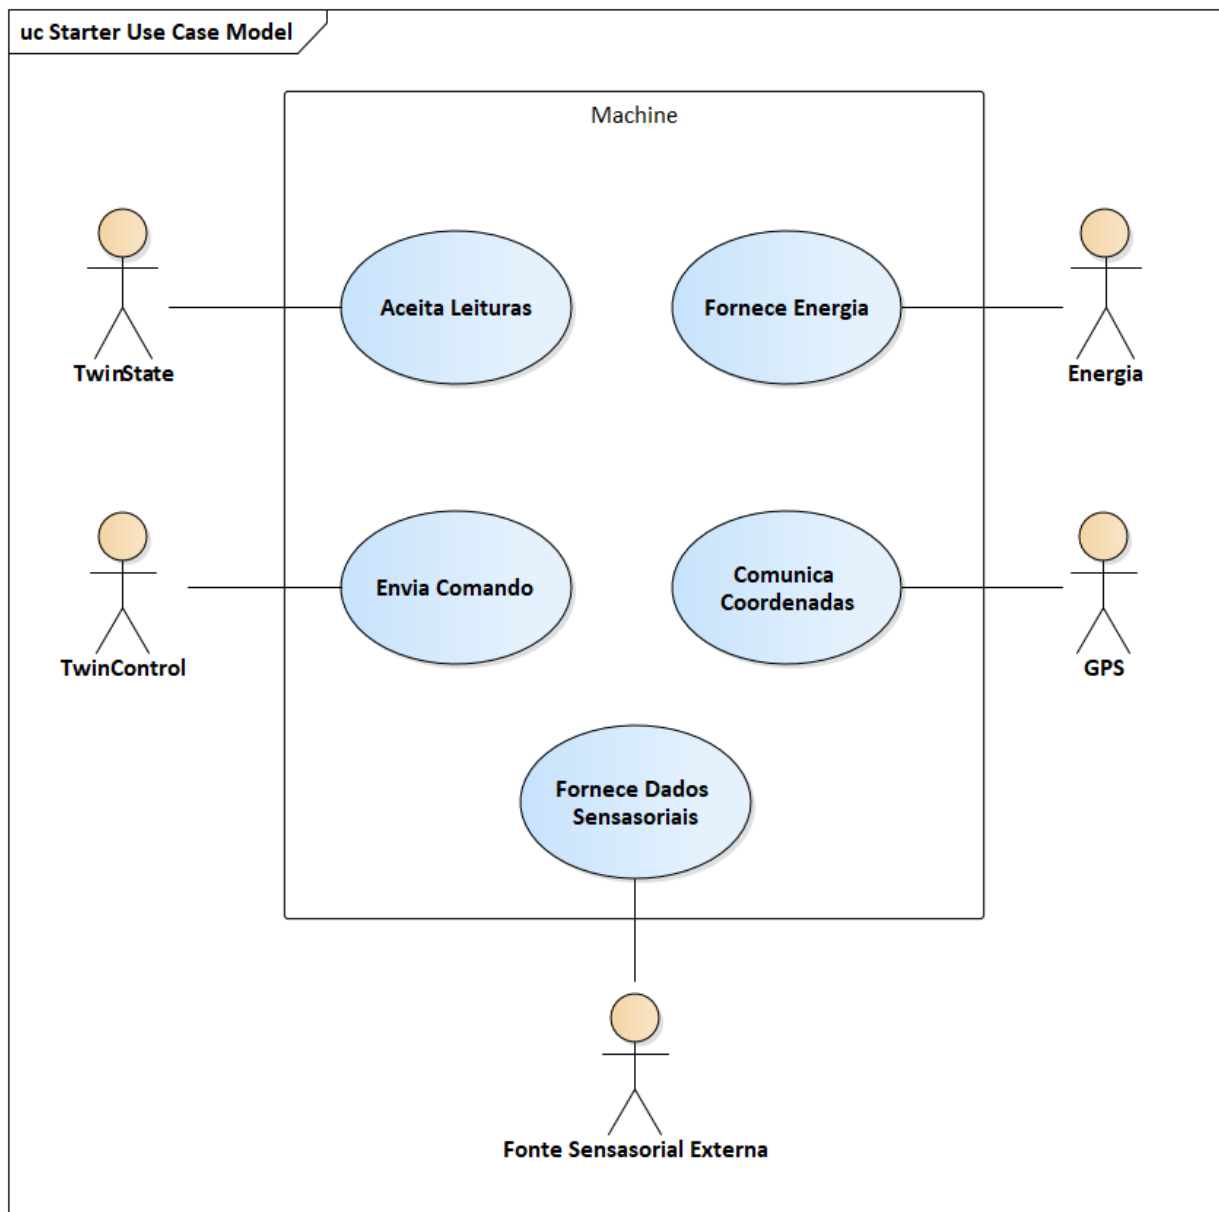 uc Starter Use Case Model
Machine
Aceita Leituras
Fornece Energia
TwinState
Energia
Envia Comando
Comunica
Coordenadas
TwinControl
GPS
Fornece Dados
Sensasoriais
Fonte Sensasorial Externa